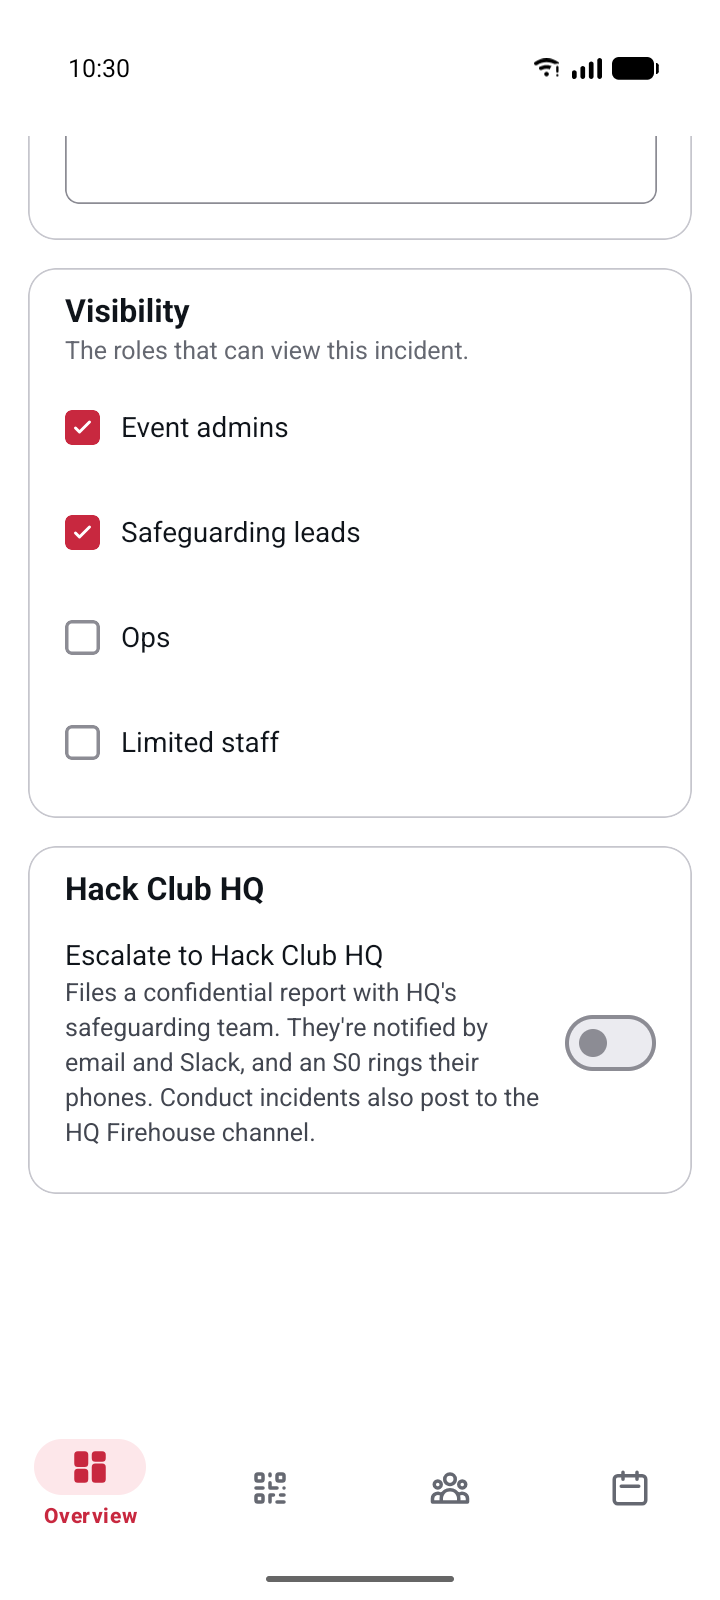 10:30
Visibility
The roles that can view this incident.
Event admins
Safeguarding leads
Ops
Limited staff
Hack Club HQ
Escalate to Hack Club HQ
Files a confidential report with HQ's
safeguarding team. They're notified by
email and Slack, and an S0 rings their
phones. Conduct incidents also post to the
HQ Firehouse channel.
Overview